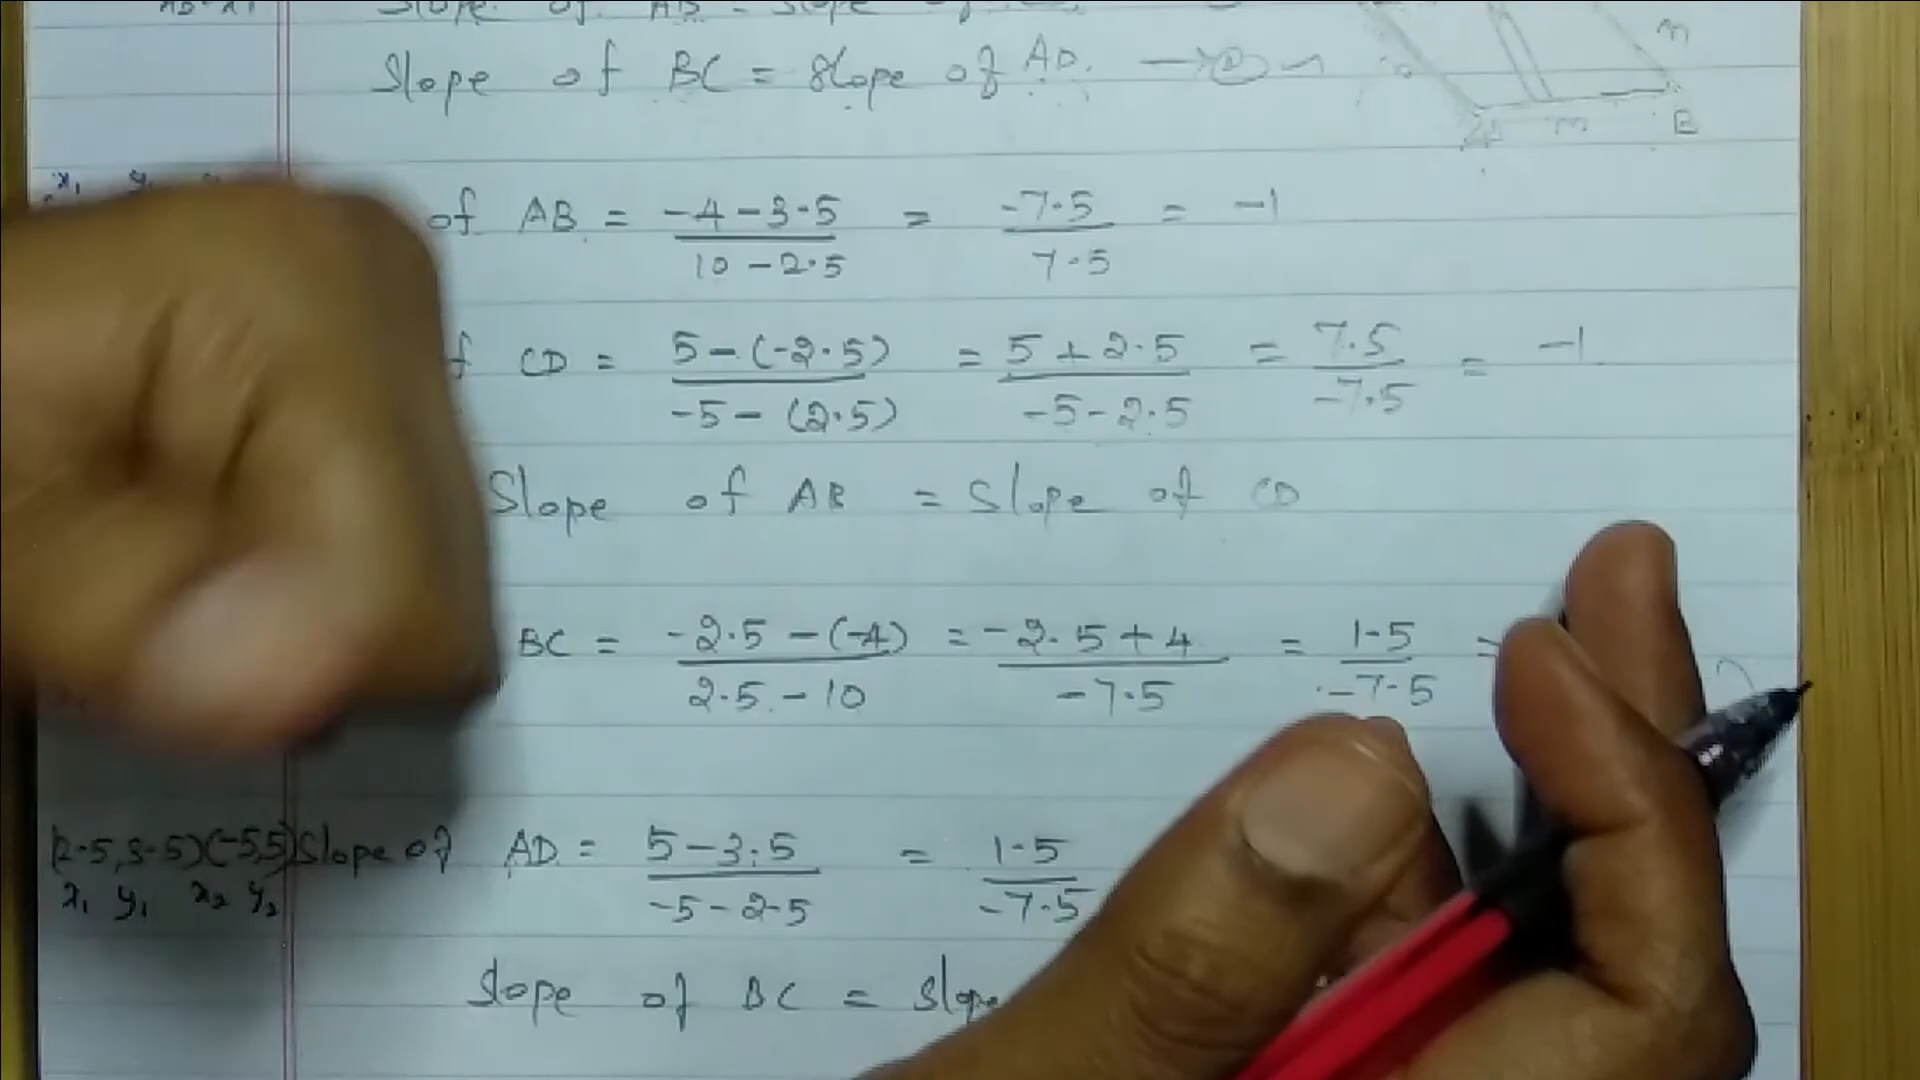 Slope of BC = Slope of AD. → ②
m
A m B
x₁
of AB = -4-3.5 / 10-2.5 = -7.5 / 7.5 = -1
CD = 5-(-2.5) / -5-(2.5) = 5+2.5 / -5-2.5 = 7.5 / -7.5 = -1
Slope of AB = Slope of CD
BC = -2.5-(-4) / 2.5-10 = -2.5+4 / -7.5 = 1.5 / -7.5 =
(2.5,3.5)(-5,5) Slope of AD = 5-3.5 / -5-2.5 = 1.5 / -7.5
x₁ y₁ x₂ y₂
Slope of BC = Slope